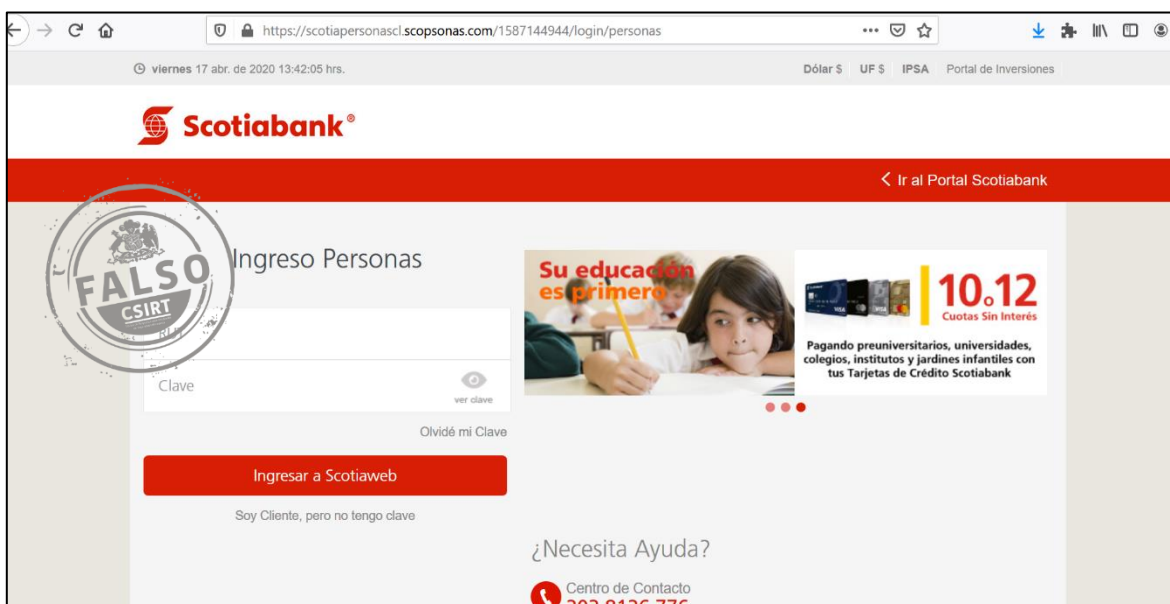 https://scotiapersonascl.scopsonas.com/1587144944/login/personas
viernes 17 abr. de 2020 13:42:05 hrs.
Dólar $ UF $ IPSA Portal de Inversiones
Scotiabank®
Ir al Portal Scotiabank
FALSO
CSIRT
Ingreso Personas
RUT
Clave
ver clave
Olvidé mi Clave
Ingresar a Scotiaweb
Soy Cliente, pero no tengo clave
Su educación
es primero
10 o 12
Cuotas Sin Interés
Pagando preuniversitarios, universidades,
colegios, institutos y jardines infantiles con
tus Tarjetas de Crédito Scotiabank
¿Necesita Ayuda?
Centro de Contacto